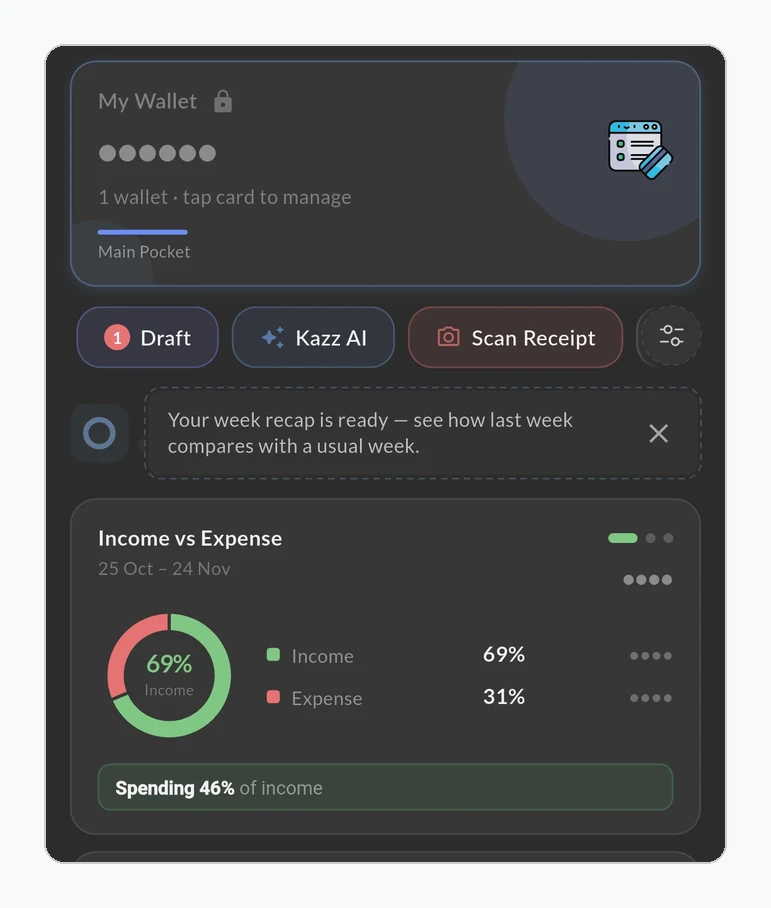 My Wallet
●●●●●●
1 wallet · tap card to manage
Main Pocket
1 Draft
Kazz AI
Scan Receipt
Your week recap is ready — see how last week
compares with a usual week.
Income vs Expense
25 Oct – 24 Nov
●●●●
69%
Income
Income 69% ●●●●
Expense 31% ●●●●
Spending 46% of income